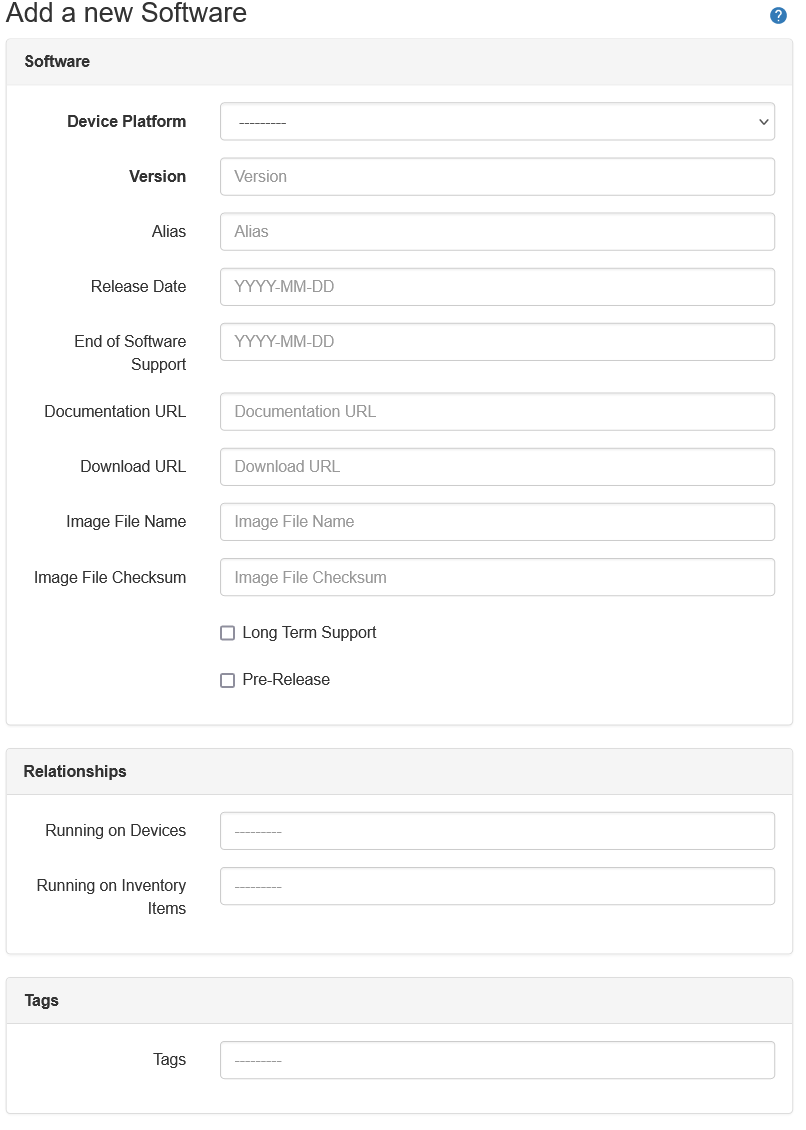 Add a new Software
?
Software
Device Platform
---------
Version
Version
Alias
Alias
Release Date
YYYY-MM-DD
End of Software
Support
YYYY-MM-DD
Documentation URL
Documentation URL
Download URL
Download URL
Image File Name
Image File Name
Image File Checksum
Image File Checksum
Long Term Support
Pre-Release
Relationships
Running on Devices
---------
Running on Inventory
Items
---------
Tags
Tags
---------